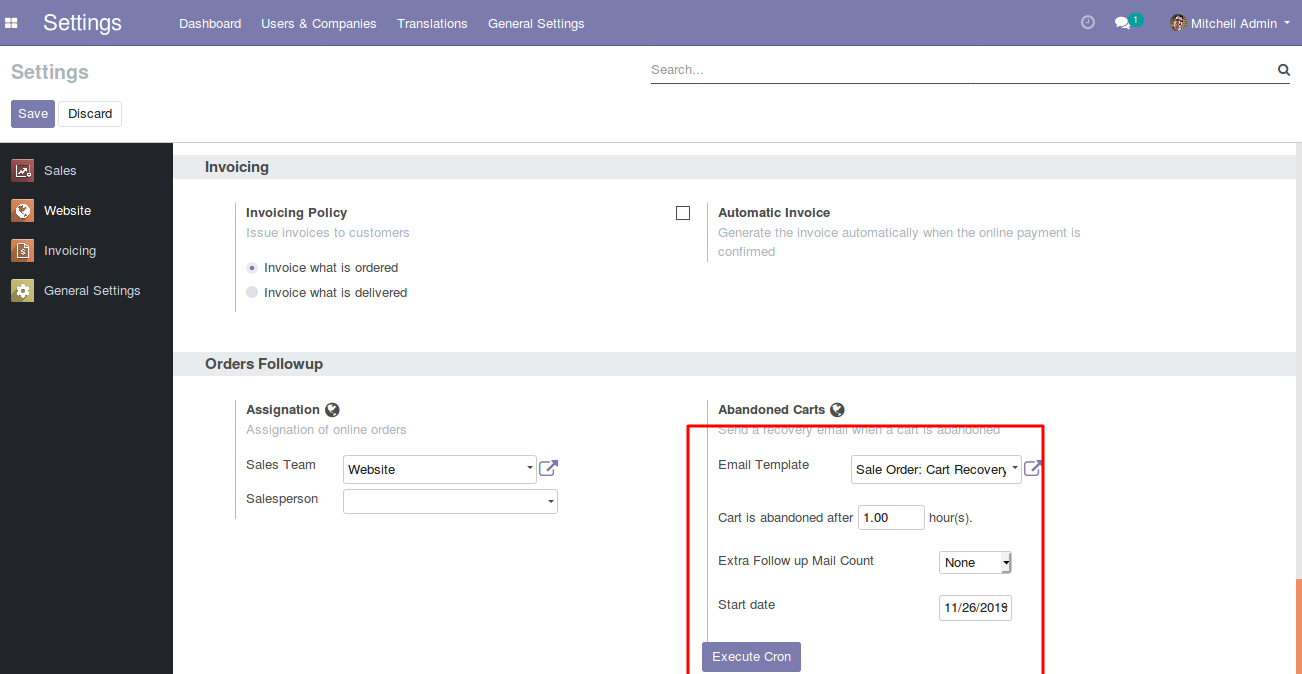 Settings Dashboard Users & Companies Translations General Settings 1 Mitchell Admin
Settings
Search...
Save Discard
Sales
Website
Invoicing
General Settings
Invoicing
Invoicing Policy
Issue invoices to customers
Invoice what is ordered
Invoice what is delivered
Automatic Invoice
Generate the invoice automatically when the online payment is
confirmed
Orders Followup
Assignation
Assignation of online orders
Sales Team Website
Salesperson
Abandoned Carts
Send a recovery email when a cart is abandoned
Email Template Sale Order: Cart Recovery
Cart is abandoned after 1.00 hour(s).
Extra Follow up Mail Count None
Start date 11/26/2019
Execute Cron